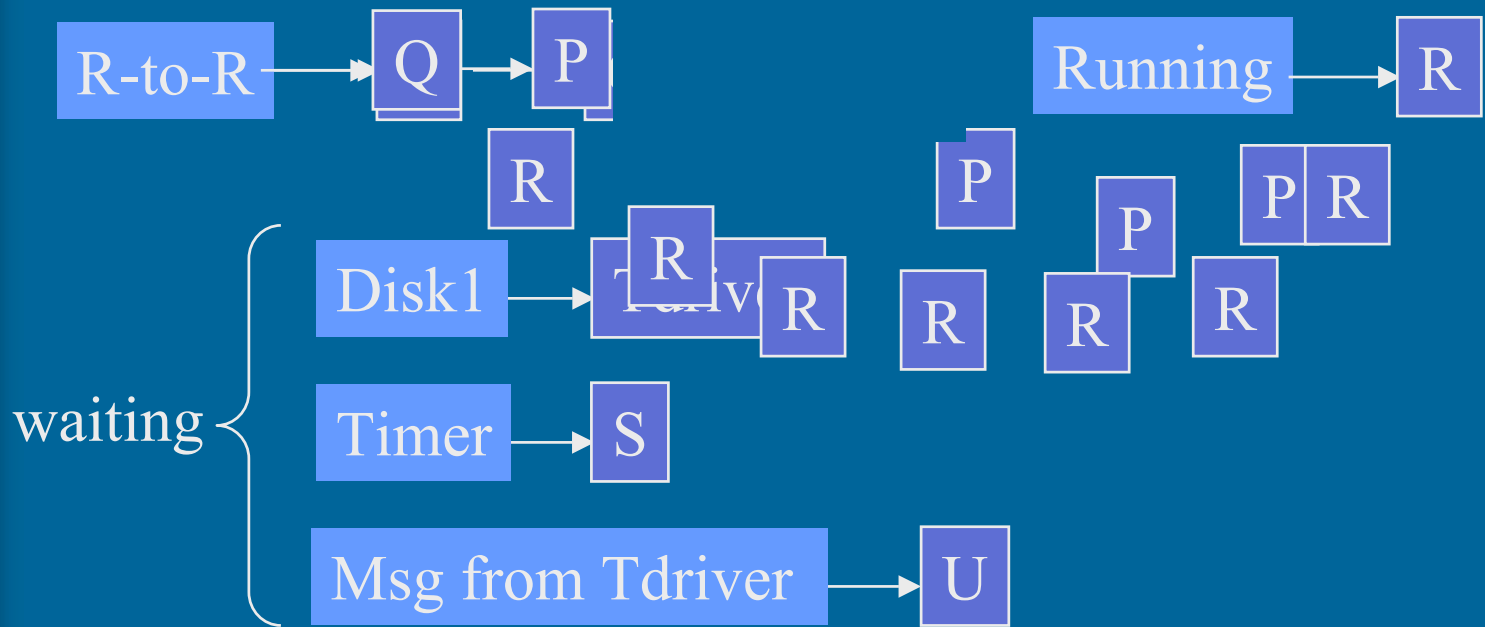 R-to-R Q P Running R
R P P P R
Disk1 R R R R R
waiting
Timer S
Msg from Tdriver U